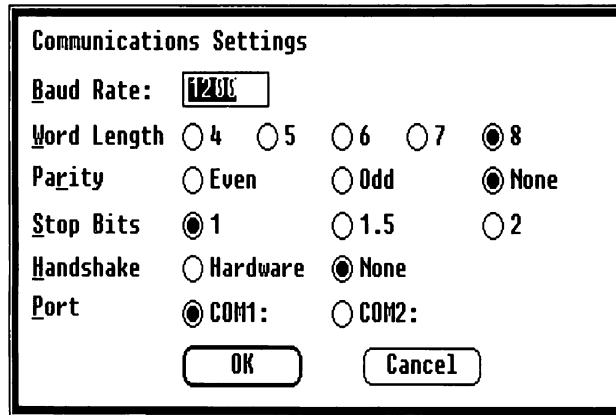 Communications Settings
Baud Rate: 1200
Word Length 4 5 6 7 8
Parity Even Odd None
Stop Bits 1 1.5 2
Handshake Hardware None
Port COM1: COM2:
OK Cancel